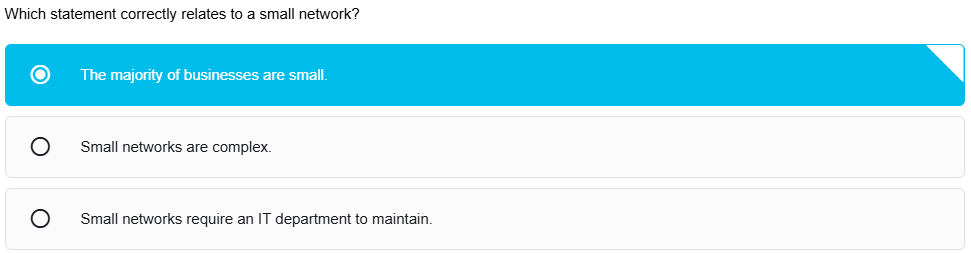 Which statement correctly relates to a small network?
The majority of businesses are small.
Small networks are complex.
Small networks require an IT department to maintain.